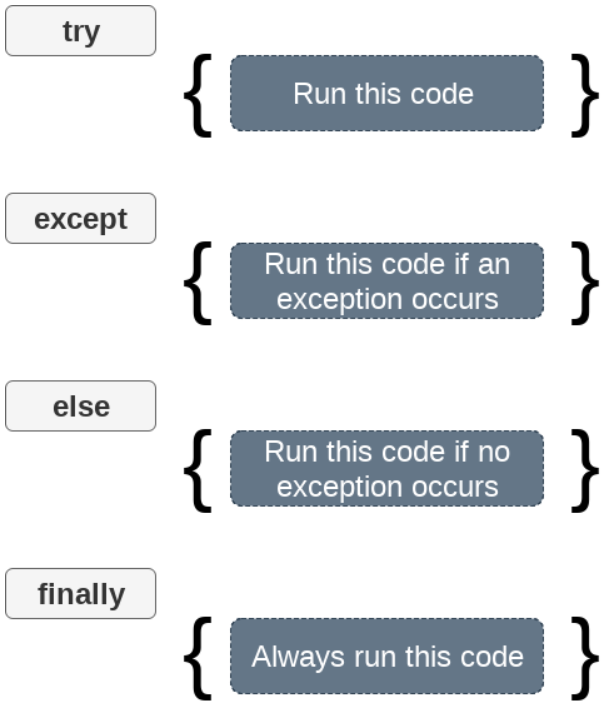 try
{ Run this code }
except
{ Run this code if an
exception occurs }
else
{ Run this code if no
exception occurs }
finally
{ Always run this code }